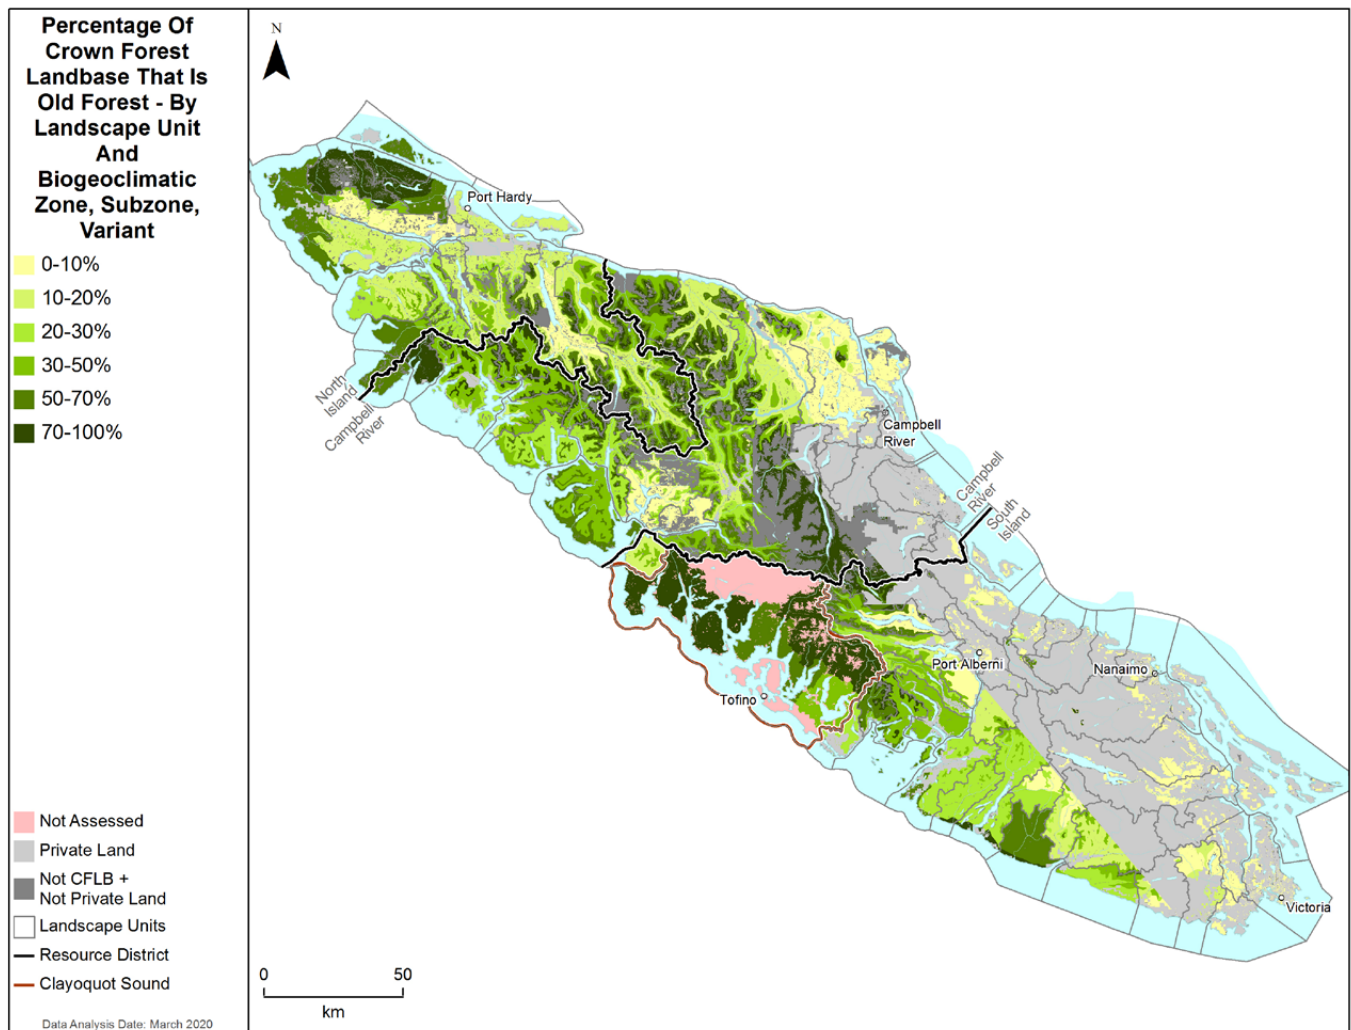 Percentage Of
Crown Forest
Landbase That Is
Old Forest - By
Landscape Unit
And
Biogeoclimatic
Zone, Subzone,
Variant
0-10%
10-20%
20-30%
30-50%
50-70%
70-100%
Not Assessed
Private Land
Not CFLB +
Not Private Land
Landscape Units
Resource District
Clayoquot Sound
Data Analysis Date: March 2020
N
Port Hardy
North
Island
Campbell
River
Campbell
River
Campbell
River
South
Island
Port Alberni
Nanaimo
Tofino
Victoria
0 50
km